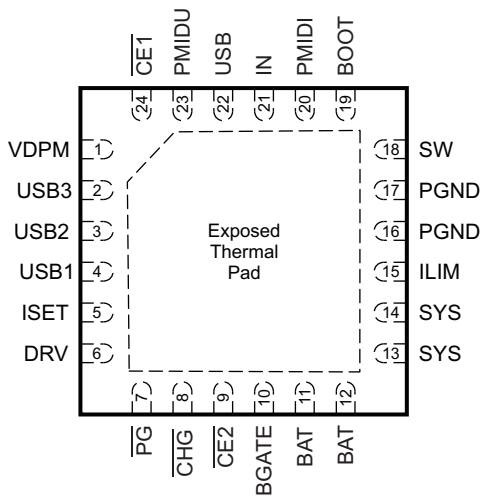 CE1 PMIDU USB IN PMIDI BOOT
24 23 22 21 20 19
VDPM 1 18 SW
USB3 2 17 PGND
USB2 3 16 PGND
USB1 4 15 ILIM
ISET 5 14 SYS
DRV 6 13 SYS
Exposed
Thermal
Pad
7 8 9 10 11 12
PG CHG CE2 BGATE BAT BAT